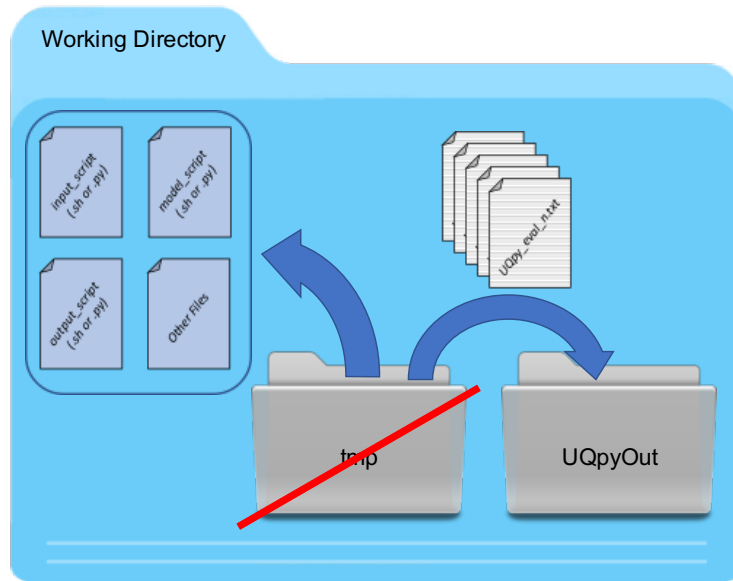 Working Directory
input_script
(.sh or .py)
model_script
(.sh or .py)
output_script
(.sh or .py)
Other Files
UQpy_eval_n.txt
tmp
UQpyOut